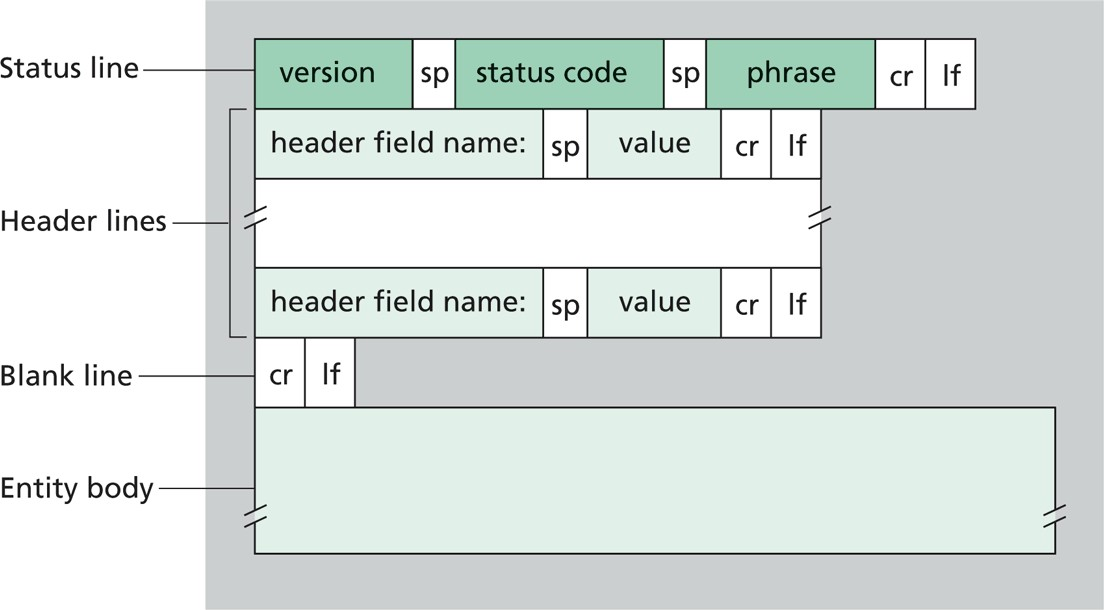 Status line version sp status code sp phrase cr lf
header field name: sp value cr lf
Header lines
header field name: sp value cr lf
Blank line cr lf
Entity body